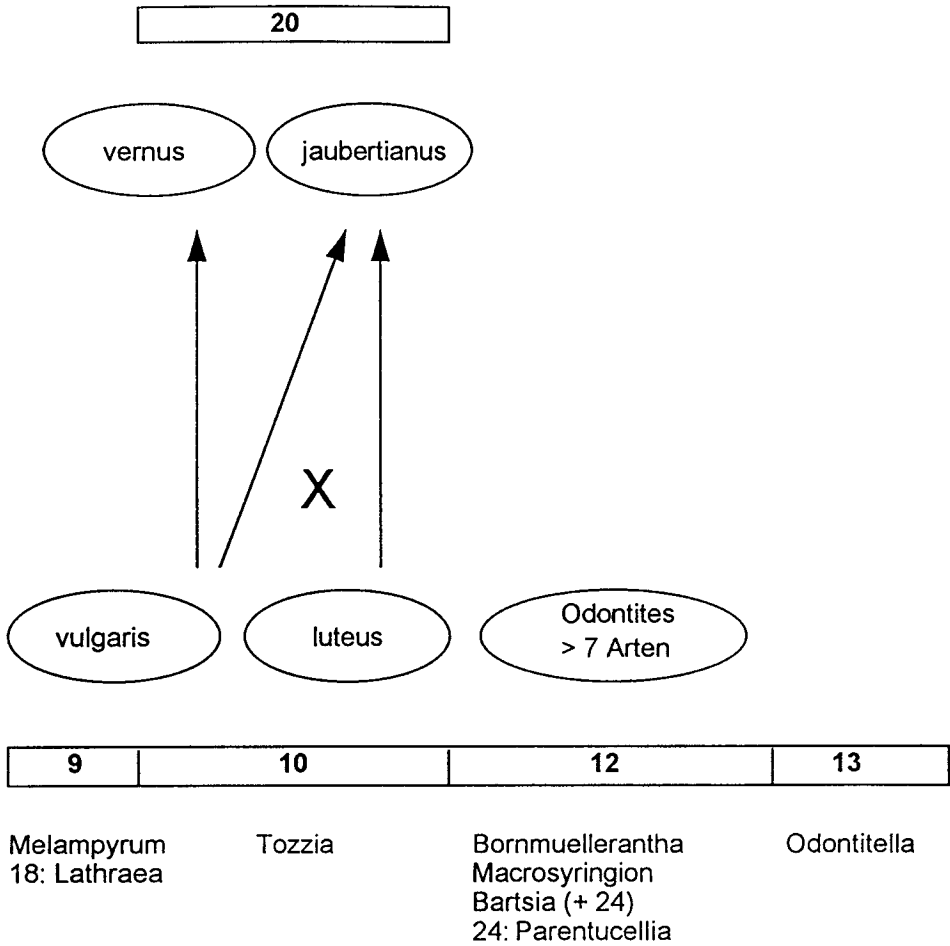 20
vernus jaubertianus
X
vulgaris luteus Odontites
> 7 Arten
9 10 12 13
Melampyrum Tozzia Bornmuellerantha Odontitella
18: Lathraea Macrosyringion
Bartsia (+ 24)
24: Parentucellia